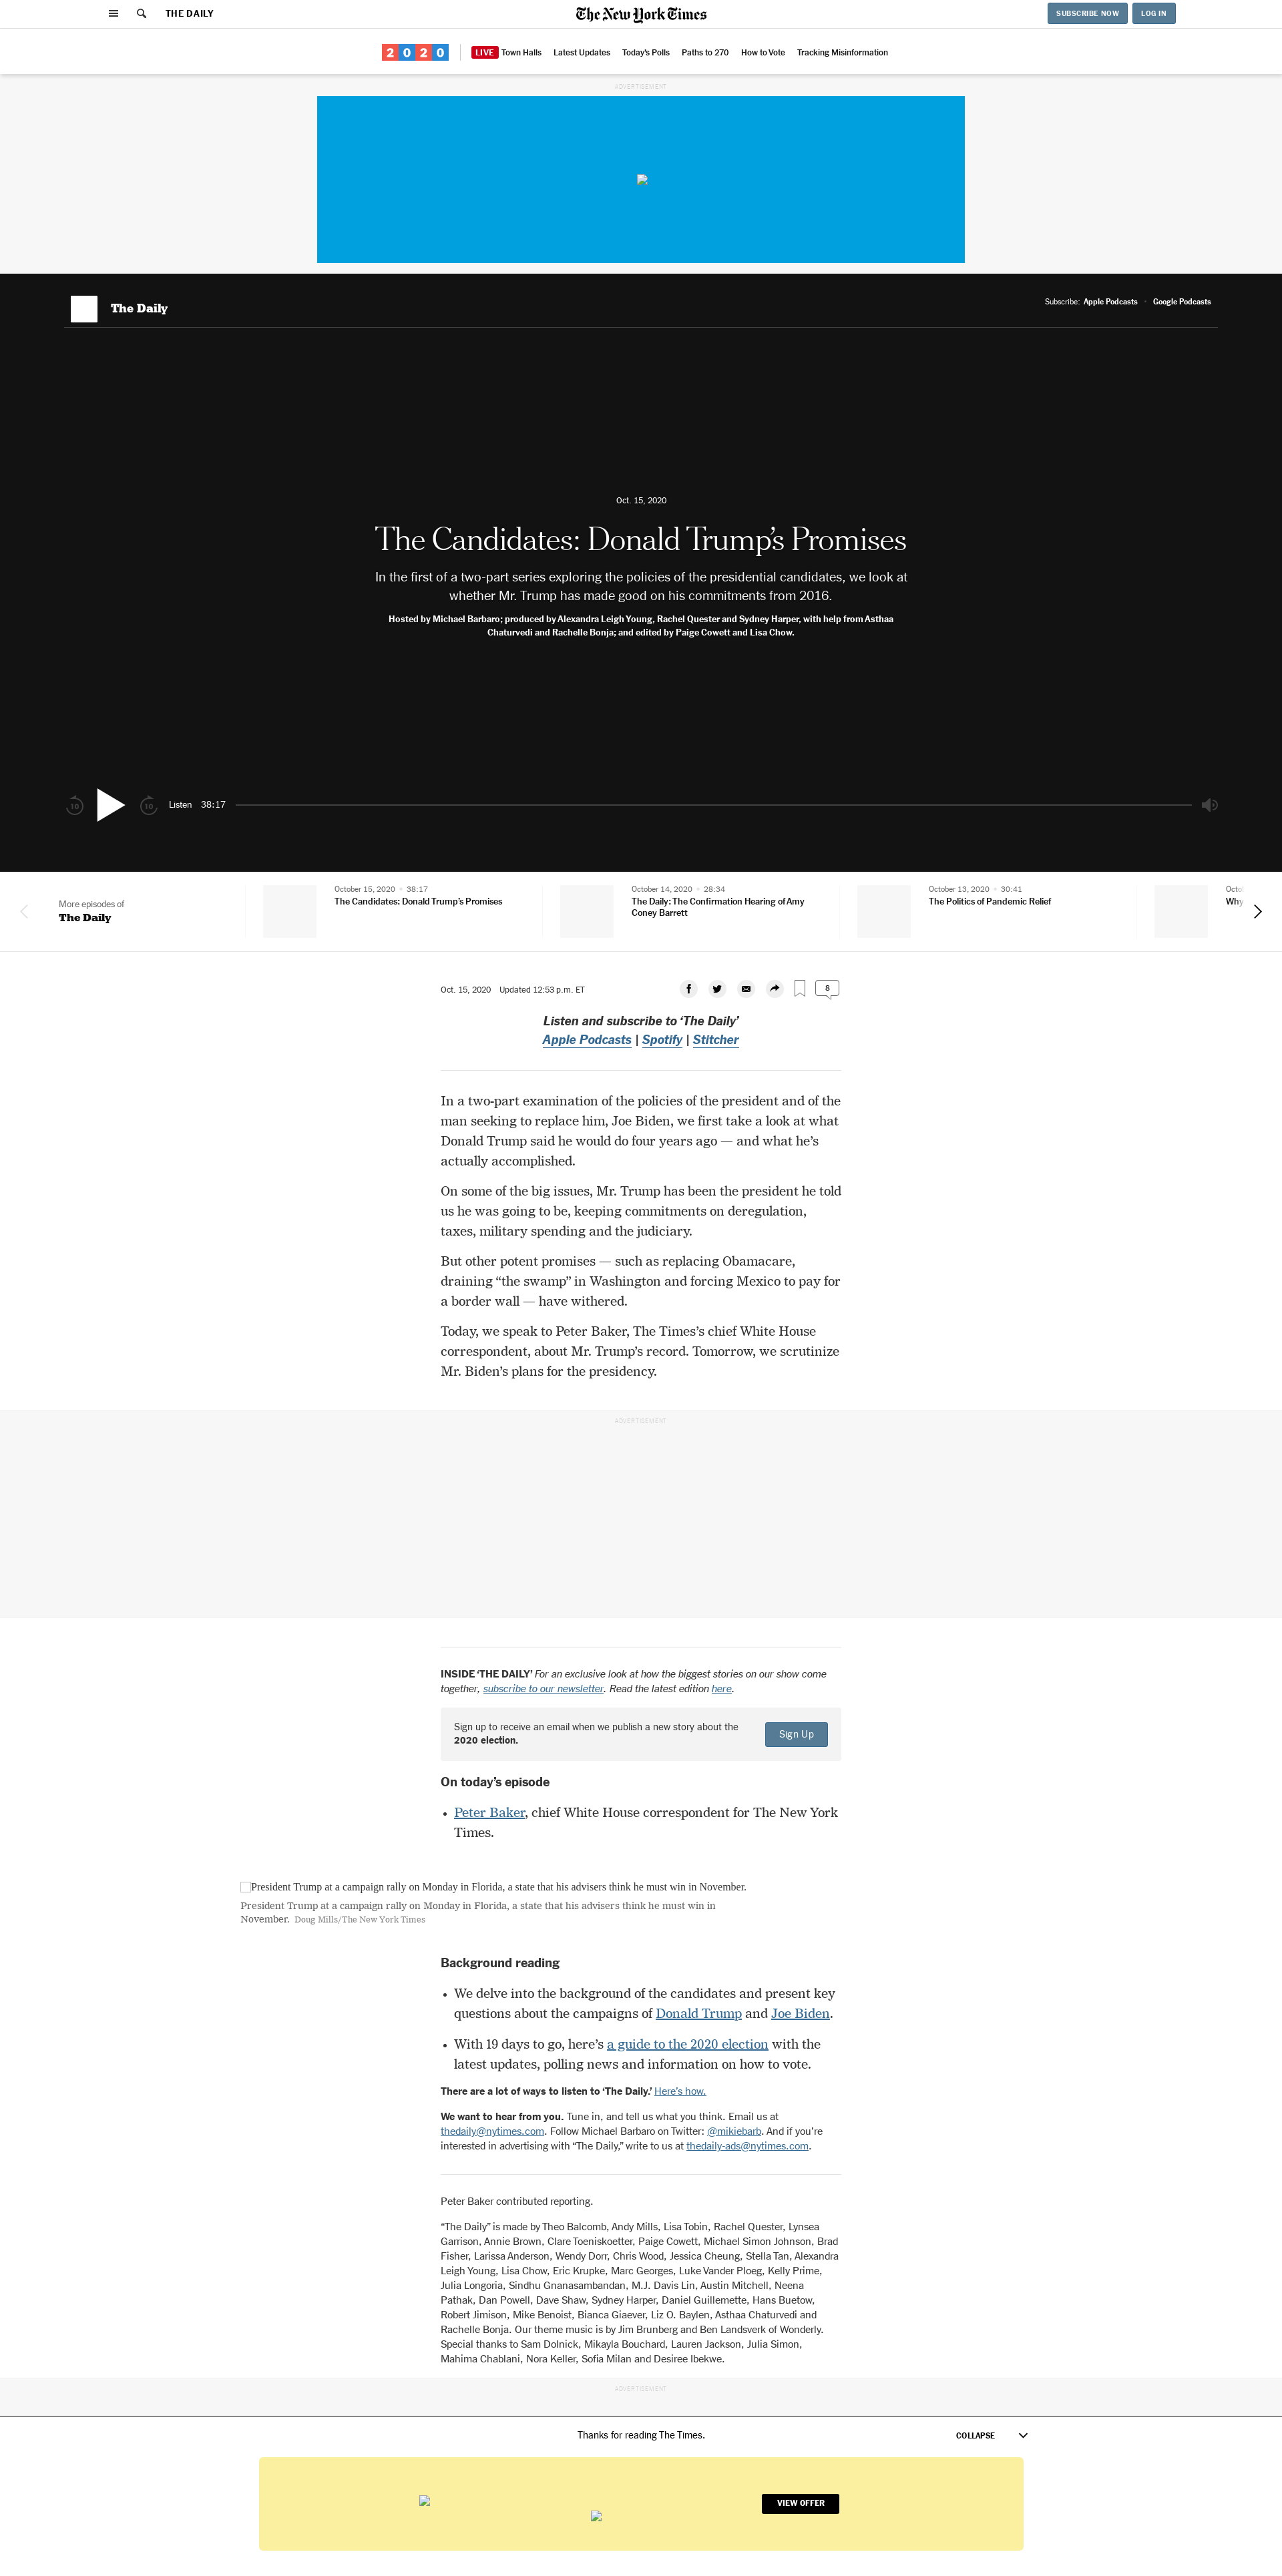 THE DAILY
The New York Times
SUBSCRIBE NOW
LOG IN
2020
LIVE Town Halls
Latest Updates
Today's Polls
Paths to 270
How to Vote
Tracking Misinformation
ADVERTISEMENT
The Daily
Subscribe: Apple Podcasts • Google Podcasts
Oct. 15, 2020
The Candidates: Donald Trump’s Promises
In the first of a two-part series exploring the policies of the presidential candidates, we look at
whether Mr. Trump has made good on his commitments from 2016.
Hosted by Michael Barbaro; produced by Alexandra Leigh Young, Rachel Quester and Sydney Harper, with help from Asthaa
Chaturvedi and Rachelle Bonja; and edited by Paige Cowett and Lisa Chow.
10
10
Listen 38:17
More episodes of
The Daily
October 15, 2020 • 38:17
The Candidates: Donald Trump’s Promises
October 14, 2020 • 28:34
The Daily: The Confirmation Hearing of Amy
Coney Barrett
October 13, 2020 • 30:41
The Politics of Pandemic Relief
Why
Oct. 15, 2020 Updated 12:53 p.m. ET
8
Listen and subscribe to ‘The Daily’
Apple Podcasts | Spotify | Stitcher
In a two-part examination of the policies of the president and of the
man seeking to replace him, Joe Biden, we first take a look at what
Donald Trump said he would do four years ago — and what he’s
actually accomplished.
On some of the big issues, Mr. Trump has been the president he told
us he was going to be, keeping commitments on deregulation,
taxes, military spending and the judiciary.
But other potent promises — such as replacing Obamacare,
draining “the swamp” in Washington and forcing Mexico to pay for
a border wall — have withered.
Today, we speak to Peter Baker, The Times’s chief White House
correspondent, about Mr. Trump’s record. Tomorrow, we scrutinize
Mr. Biden’s plans for the presidency.
ADVERTISEMENT
INSIDE ‘THE DAILY’ For an exclusive look at how the biggest stories on our show come
together, subscribe to our newsletter. Read the latest edition here.
Sign up to receive an email when we publish a new story about the
2020 election.
Sign Up
On today’s episode
• Peter Baker, chief White House correspondent for The New York
Times.
President Trump at a campaign rally on Monday in Florida, a state that his advisers think he must win in November.
President Trump at a campaign rally on Monday in Florida, a state that his advisers think he must win in
November. Doug Mills/The New York Times
Background reading
• We delve into the background of the candidates and present key
questions about the campaigns of Donald Trump and Joe Biden.
• With 19 days to go, here’s a guide to the 2020 election with the
latest updates, polling news and information on how to vote.
There are a lot of ways to listen to ‘The Daily.’ Here’s how.
We want to hear from you. Tune in, and tell us what you think. Email us at
thedaily@nytimes.com. Follow Michael Barbaro on Twitter: @mikiebarb. And if you’re
interested in advertising with “The Daily,” write to us at thedaily-ads@nytimes.com.
Peter Baker contributed reporting.
“The Daily” is made by Theo Balcomb, Andy Mills, Lisa Tobin, Rachel Quester, Lynsea
Garrison, Annie Brown, Clare Toeniskoetter, Paige Cowett, Michael Simon Johnson, Brad
Fisher, Larissa Anderson, Wendy Dorr, Chris Wood, Jessica Cheung, Stella Tan, Alexandra
Leigh Young, Lisa Chow, Eric Krupke, Marc Georges, Luke Vander Ploeg, Kelly Prime,
Julia Longoria, Sindhu Gnanasambandan, M.J. Davis Lin, Austin Mitchell, Neena
Pathak, Dan Powell, Dave Shaw, Sydney Harper, Daniel Guillemette, Hans Buetow,
Robert Jimison, Mike Benoist, Bianca Giaever, Liz O. Baylen, Asthaa Chaturvedi and
Rachelle Bonja. Our theme music is by Jim Brunberg and Ben Landsverk of Wonderly.
Special thanks to Sam Dolnick, Mikayla Bouchard, Lauren Jackson, Julia Simon,
Mahima Chablani, Nora Keller, Sofia Milan and Desiree Ibekwe.
ADVERTISEMENT
Thanks for reading The Times.
COLLAPSE
VIEW OFFER